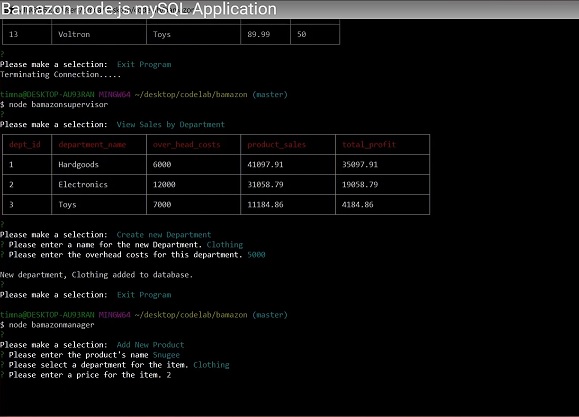 Bamazon node.js mySQL Application
13 Voltron Toys 89.99 50
?
Please make a selection: Exit Program
Terminating Connection.....
timna@DESKTOP-AU93RAN MINGW64 ~/desktop/codelab/bamazon (master)
$ node bamazonsupervisor
?
Please make a selection: View Sales by Department
dept_id department_name over_head_costs product_sales total_profit
1 Hardgoods 6000 41097.91 35097.91
2 Electronics 12000 31058.79 19058.79
3 Toys 7000 11184.86 4184.86
?
Please make a selection: Create new Department
? Please enter a name for the new Department. Clothing
? Please enter the overhead costs for this department. 5000
New department, Clothing added to database.
?
Please make a selection: Exit Program
timna@DESKTOP-AU93RAN MINGW64 ~/desktop/codelab/bamazon (master)
$ node bamazonmanager
?
Please make a selection: Add New Product
? Please enter the product's name Snugee
? Please select a department for the item. Clothing
? Please enter a price for the item. 2